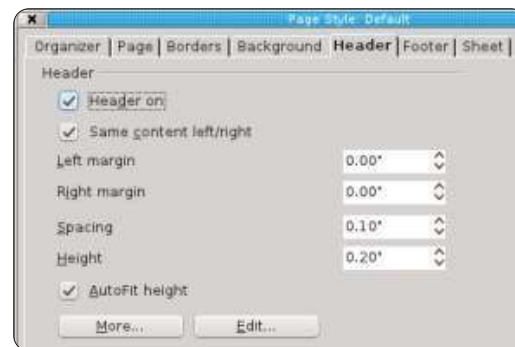 Page Style: Default
Organizer Page Borders Background Header Footer Sheet
Header
Header on
Same content left/right
Left margin 0.00"
Right margin 0.00"
Spacing 0.10"
Height 0.20"
AutoFit height
More... Edit...